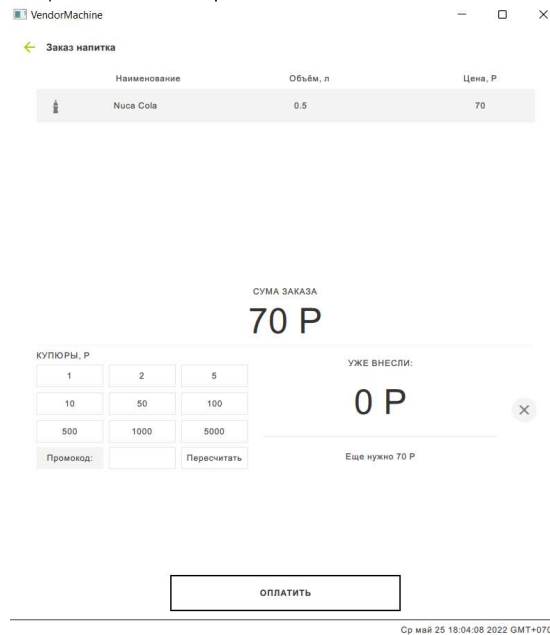 VendorMachine
Заказ напитка
Наименование Объём, л Цена, Р
Nuca Cola 0.5 70
СУМА ЗАКАЗА
70 Р
КУПЮРЫ, Р
УЖЕ ВНЕСЛИ:
1 2 5
10 50 100
0 Р
500 1000 5000
Промокод: Пересчитать
Еще нужно 70 Р
ОПЛАТИТЬ
Ср май 25 18:04:08 2022 GMT+070